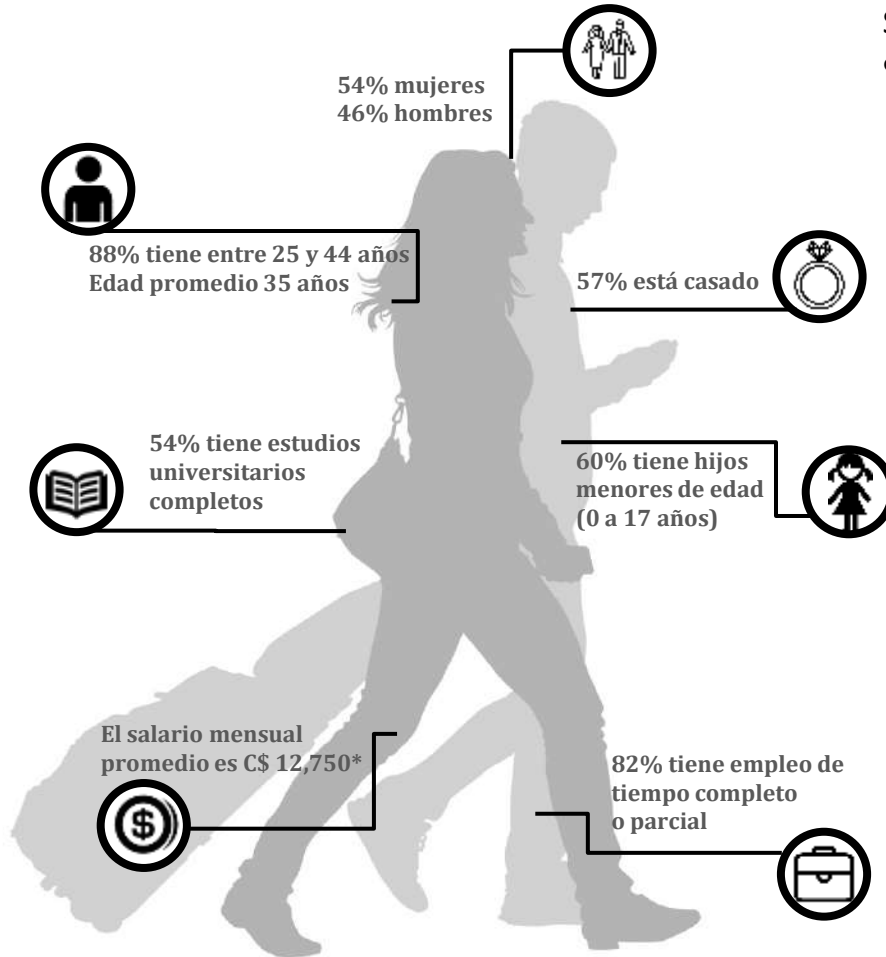 54% mujeres
46% hombres
88% tiene entre 25 y 44 años
Edad promedio 35 años
57% está casado
54% tiene estudios
universitarios
completos
60% tiene hijos
menores de edad
(0 a 17 años)
El salario mensual
promedio es C$ 12,750*
$
82% tiene empleo de
tiempo completo
o parcial